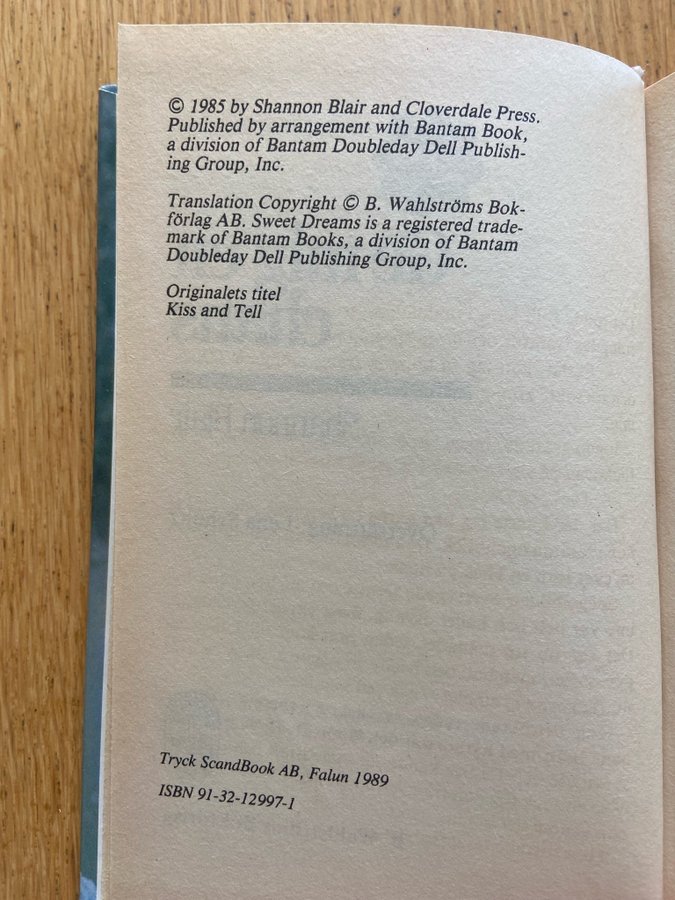 © 1985 by Shannon Blair and Cloverdale Press.
Published by arrangement with Bantam Book,
a division of Bantam Doubleday Dell Publish-
ing Group, Inc.
Translation Copyright © B. Wahlströms Bok-
förlag AB. Sweet Dreams is a registered trade-
mark of Bantam Books, a division of Bantam
Doubleday Dell Publishing Group, Inc.
Originalets titel
Kiss and Tell
Tryck ScandBook AB, Falun 1989
ISBN 91-32-12997-1